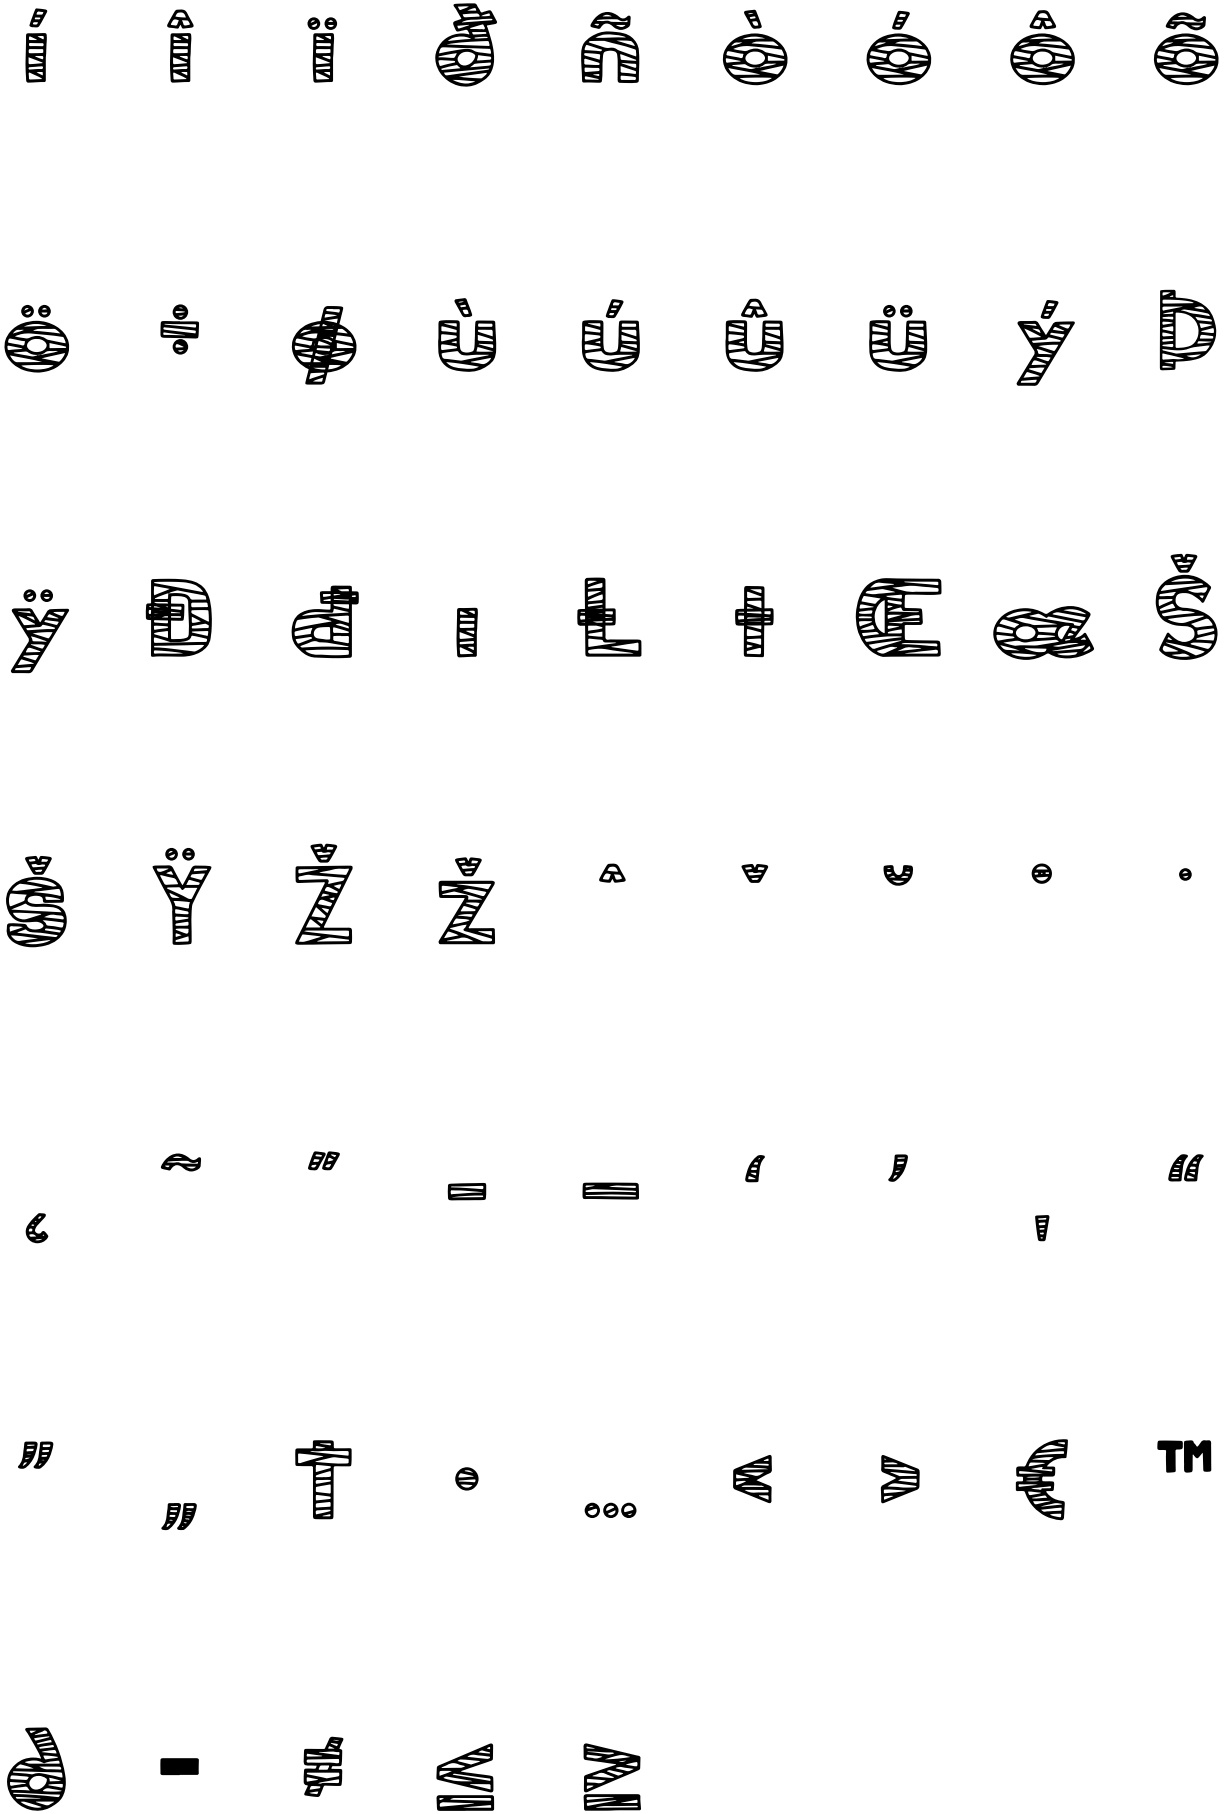 í î ï ð ñ ò ó ô õ
ö ÷ ø ù ú û ü ý Þ
ÿ Đ đ ı Ł ł Œ œ Š
š Ÿ Ž ž ˆ ˇ ˘ ˚ ˙
˛ ˜ ˝ – — ‘ ’ ‚ “
” „ † • … ‹ › € ™
∂ − ≠ ≤ ≥